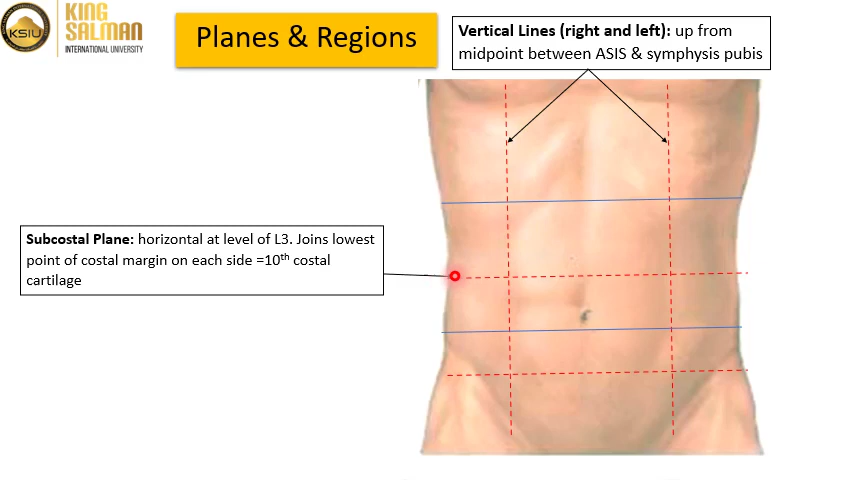 KSIU
KING
SALMAN
INTERNATIONAL UNIVERSITY
Planes & Regions
Vertical Lines (right and left): up from
midpoint between ASIS & symphysis pubis
Subcostal Plane: horizontal at level of L3. Joins lowest
point of costal margin on each side =10th costal
cartilage